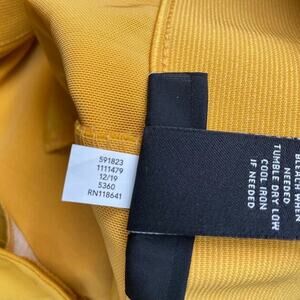 591823
1111479
12/19
5360
RN118641
BLEACH WHEN
NEEDED
TUMBLE DRY LOW
COOL IRON
IF NEEDED